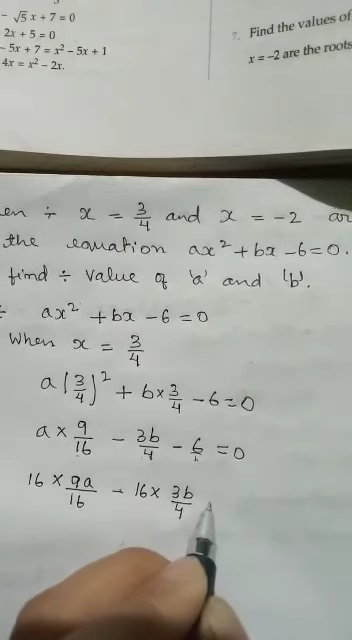 - √5 x + 7 = 0
2x + 5 = 0
- 5x + 7 = x² - 5x + 1
4x = x² - 2x.
7. Find the values of
x = -2 are the roots
en ÷ x = 3/4 and x = -2 ar
the equation ax² + bx - 6 = 0.
find ÷ value of 'a' and 'b'.
ax² + bx - 6 = 0
When x = 3/4
a(3/4)² + b × 3/4 - 6 = 0
a × 9/16 - 3b/4 - 6 = 0
16 × 9a/16 - 16 × 3b/4